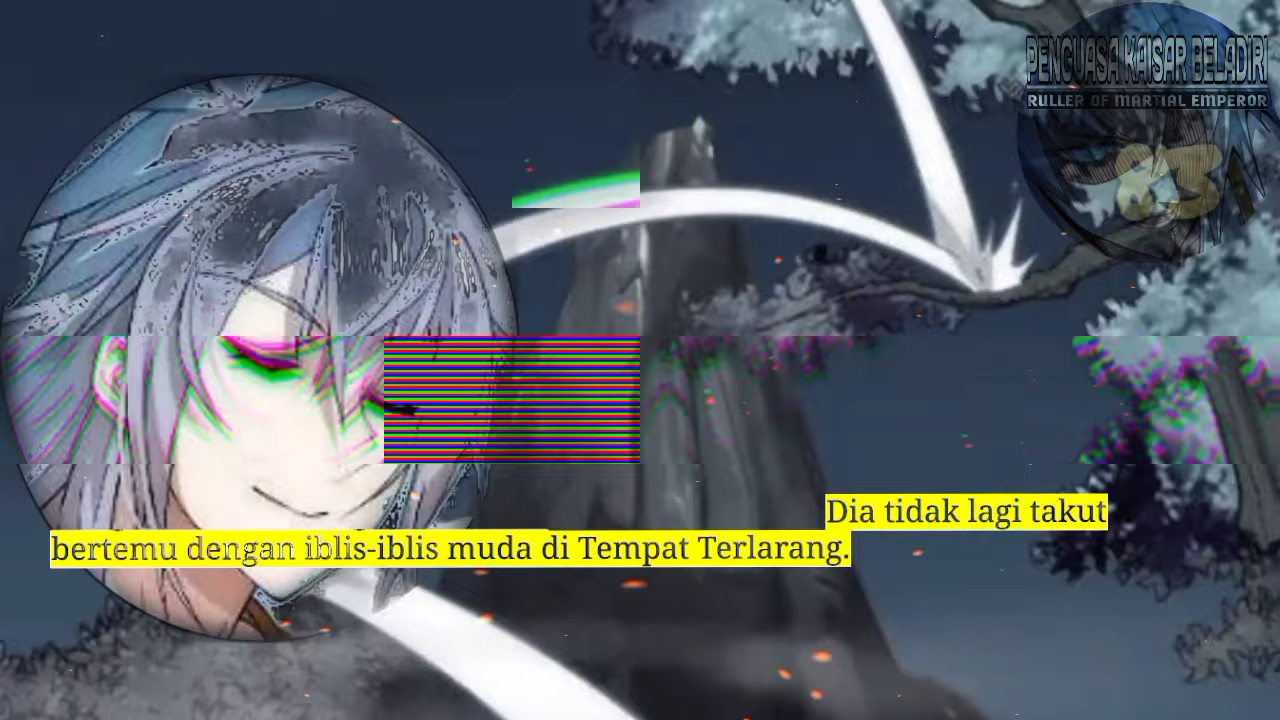 PENGUASA KAISAR BELADIRI
RULLER OF MARTIAL EMPEROR
83
Dia tidak lagi takut
bertemu dengan iblis-iblis muda di Tempat Terlarang.